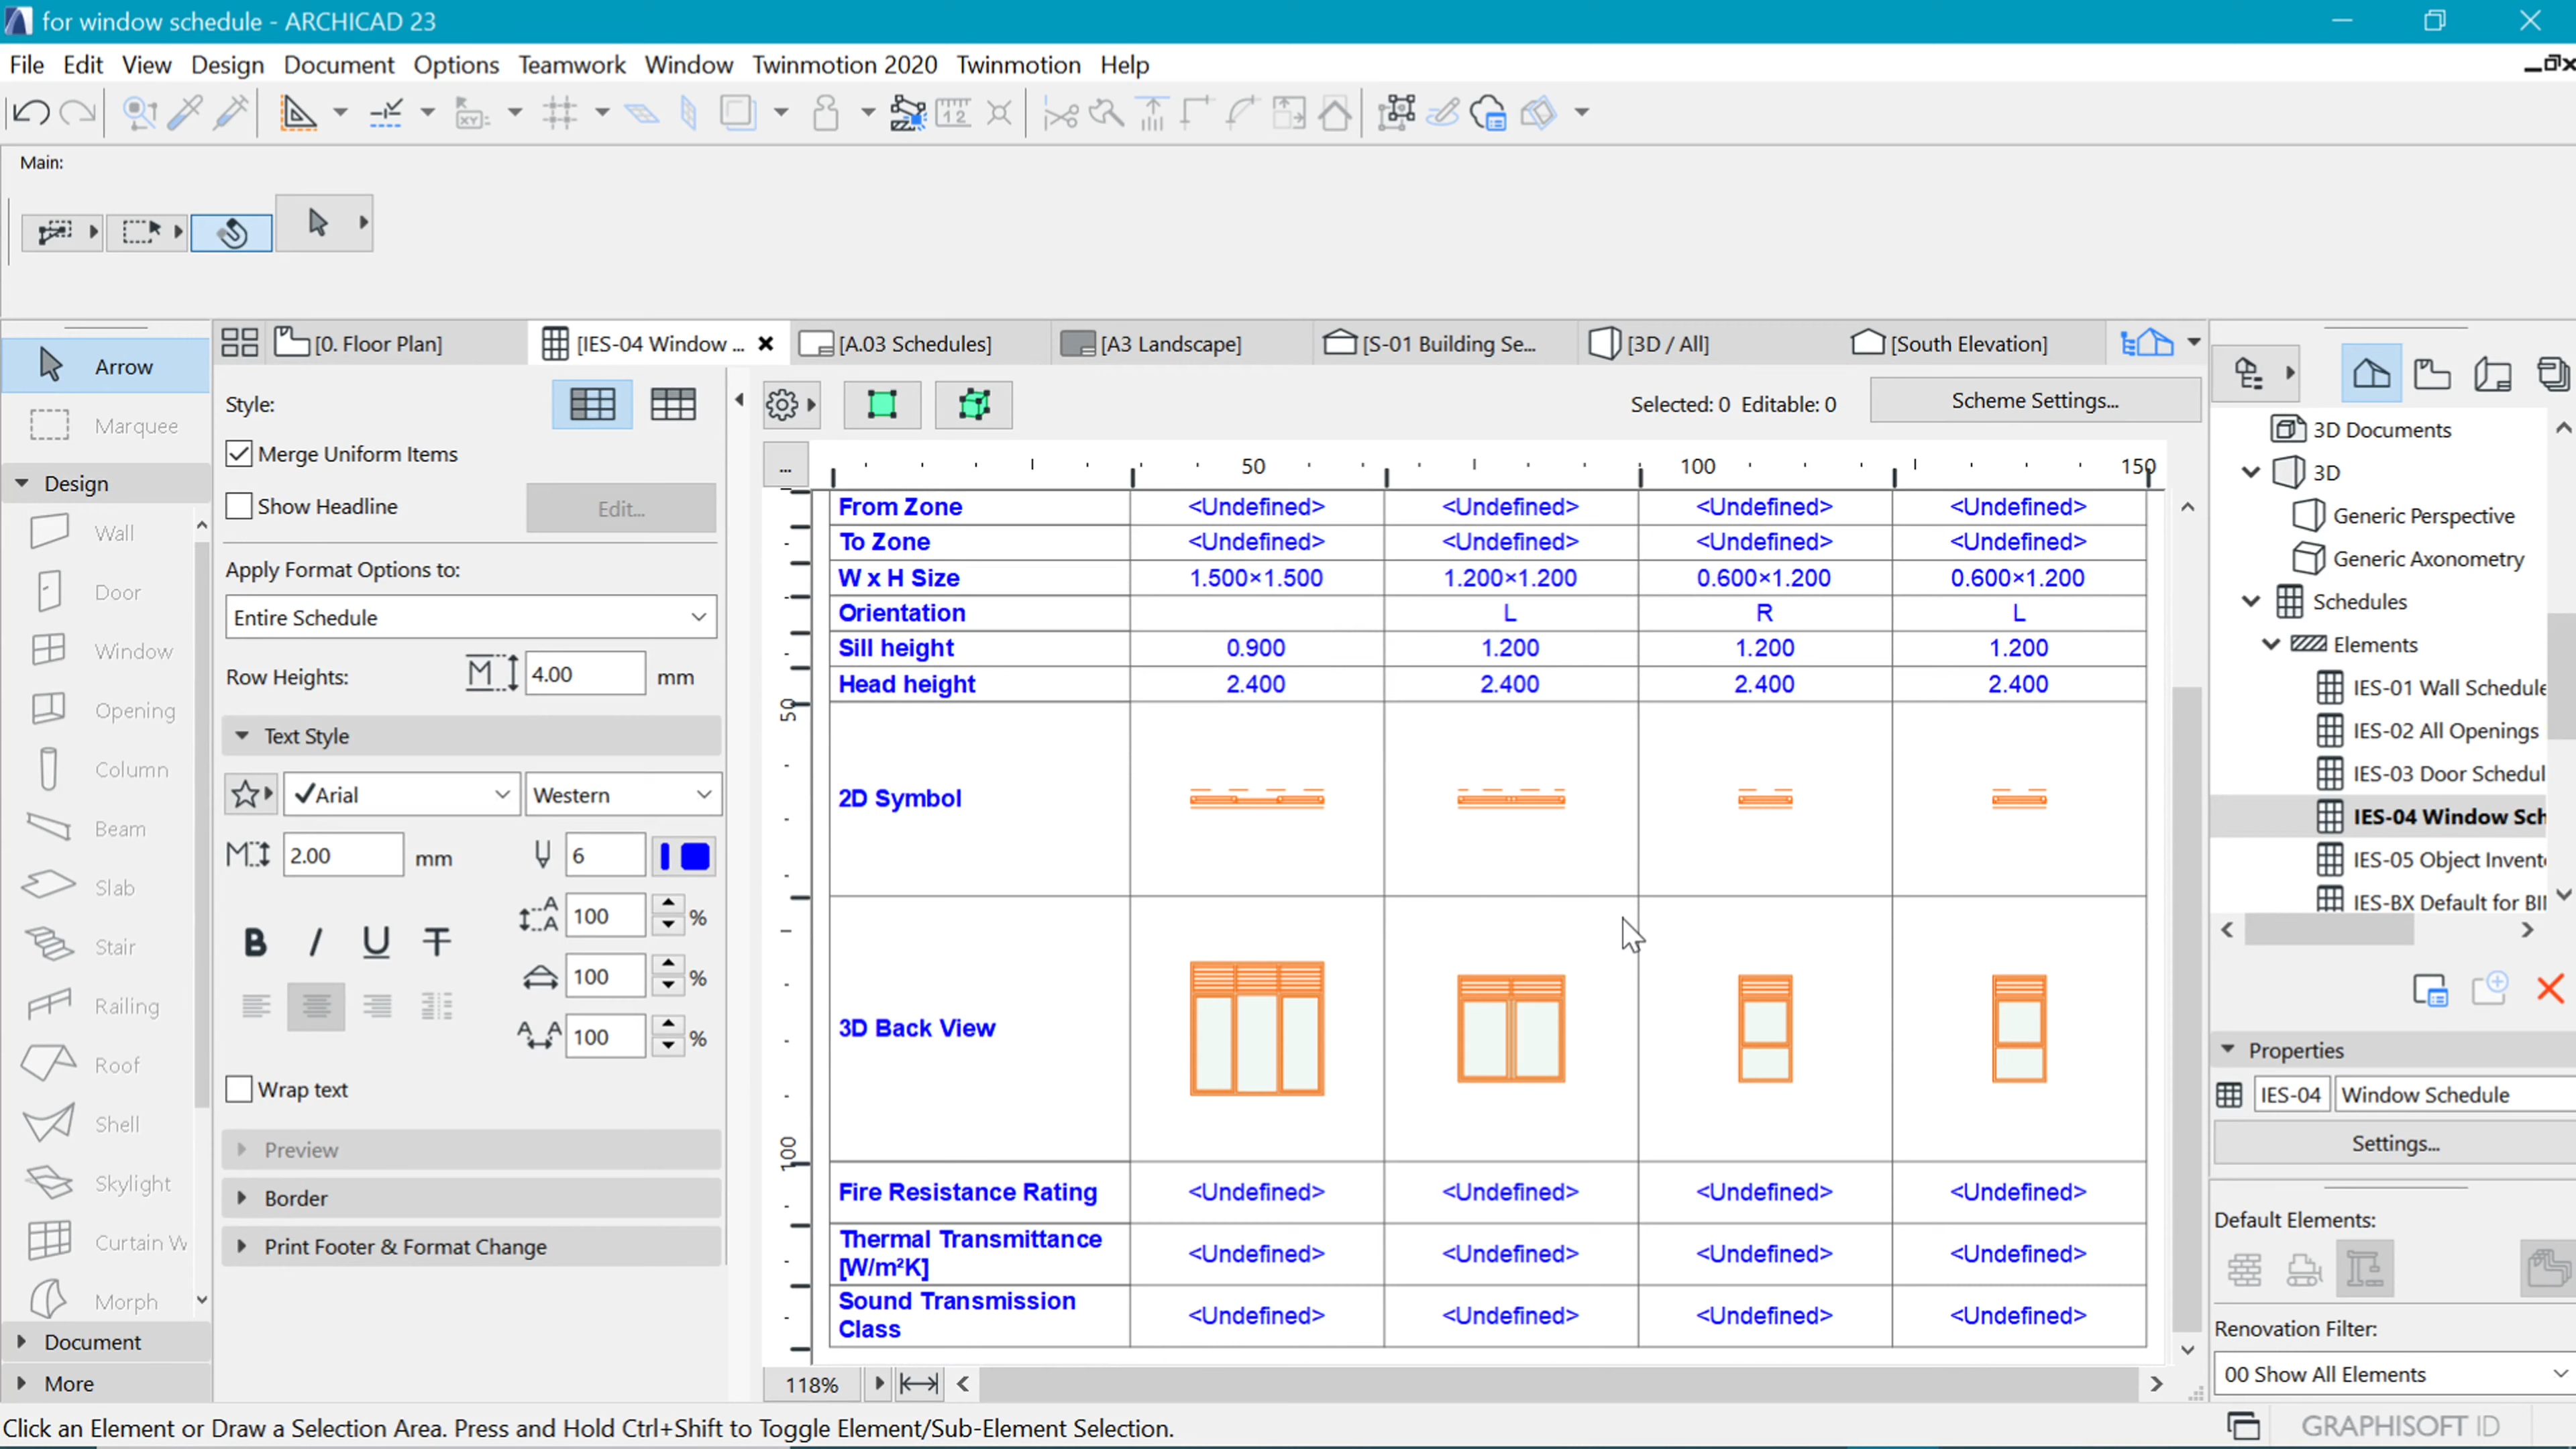 for window schedule - ARCHICAD 23
File Edit View Design Document Options Teamwork Window Twinmotion 2020 Twinmotion Help
Main:
[0. Floor Plan] [IES-04 Window ... [A.03 Schedules] [A3 Landscape] [S-01 Building Se... [3D / All] [South Elevation]
Arrow
Marquee
Design
Wall
Door
Window
Opening
Column
Beam
Slab
Stair
Railing
Roof
Shell
Skylight
Curtain W
Morph
Document
More
Style:
Merge Uniform Items
Show Headline Edit...
Apply Format Options to:
Entire Schedule
Row Heights: 4.00 mm
Text Style
Arial Western
2.00 mm 6
100 %
B I U T
100 %
100 %
Wrap text
Preview
Border
Print Footer & Format Change
Selected: 0 Editable: 0 Scheme Settings...
... 50 100 150
50
100
From Zone <Undefined> <Undefined> <Undefined> <Undefined>
To Zone <Undefined> <Undefined> <Undefined> <Undefined>
W x H Size 1.500×1.500 1.200×1.200 0.600×1.200 0.600×1.200
Orientation L R L
Sill height 0.900 1.200 1.200 1.200
Head height 2.400 2.400 2.400 2.400
2D Symbol
3D Back View
Fire Resistance Rating <Undefined> <Undefined> <Undefined> <Undefined>
Thermal Transmittance
[W/m²K] <Undefined> <Undefined> <Undefined> <Undefined>
Sound Transmission
Class <Undefined> <Undefined> <Undefined> <Undefined>
118%
3D Documents
3D
Generic Perspective
Generic Axonometry
Schedules
Elements
IES-01 Wall Schedule
IES-02 All Openings
IES-03 Door Schedul
IES-04 Window Sch
IES-05 Object Invent
IES-BX Default for BI
Properties
IES-04 Window Schedule
Settings...
Default Elements:
Renovation Filter:
00 Show All Elements
Click an Element or Draw a Selection Area. Press and Hold Ctrl+Shift to Toggle Element/Sub-Element Selection.
GRAPHISOFT ID